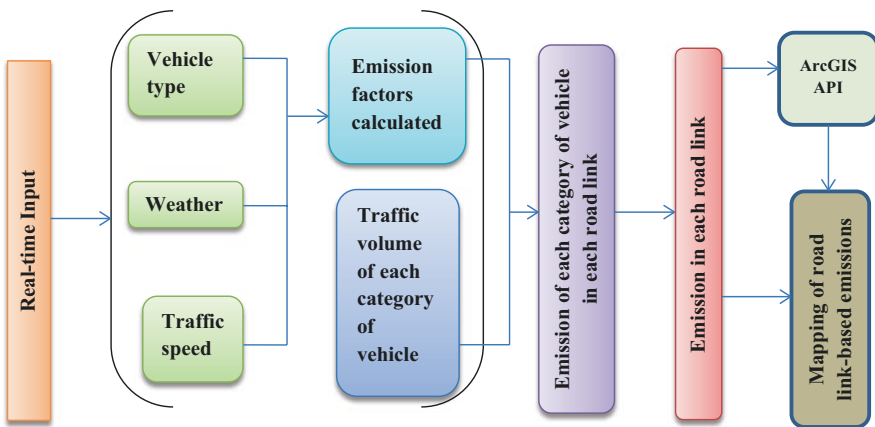 Real-time Input
Vehicle
type
Weather
Traffic
speed
Emission
factors
calculated
Traffic
volume
of each
category
of
vehicle
Emission of each category of vehicle
in each road link
Emission in each road link
ArcGIS
API
Mapping of road
link-based emissions